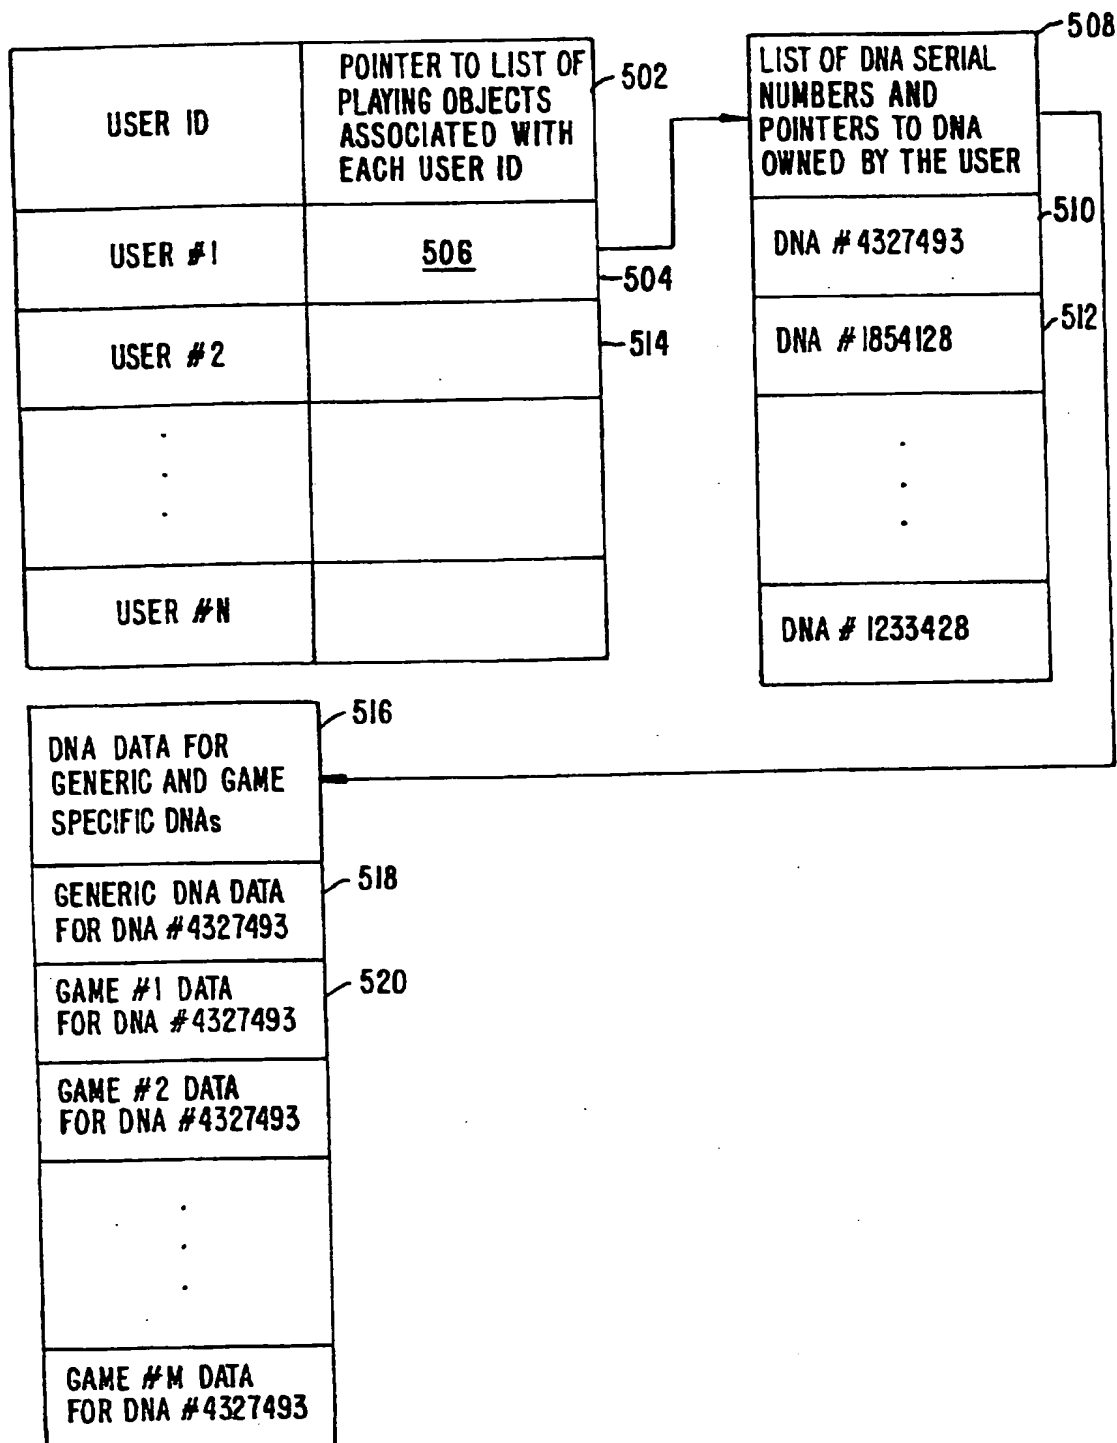 USER ID
POINTER TO LIST OF
PLAYING OBJECTS
ASSOCIATED WITH
EACH USER ID
502
USER #1
506
504
USER #2
514
USER #N
508
LIST OF DNA SERIAL
NUMBERS AND
POINTERS TO DNA
OWNED BY THE USER
510
DNA #4327493
512
DNA #1854128
DNA # 1233428
516
DNA DATA FOR
GENERIC AND GAME
SPECIFIC DNAs
518
GENERIC DNA DATA
FOR DNA #4327493
520
GAME #1 DATA
FOR DNA #4327493
GAME #2 DATA
FOR DNA #4327493
GAME #M DATA
FOR DNA #4327493